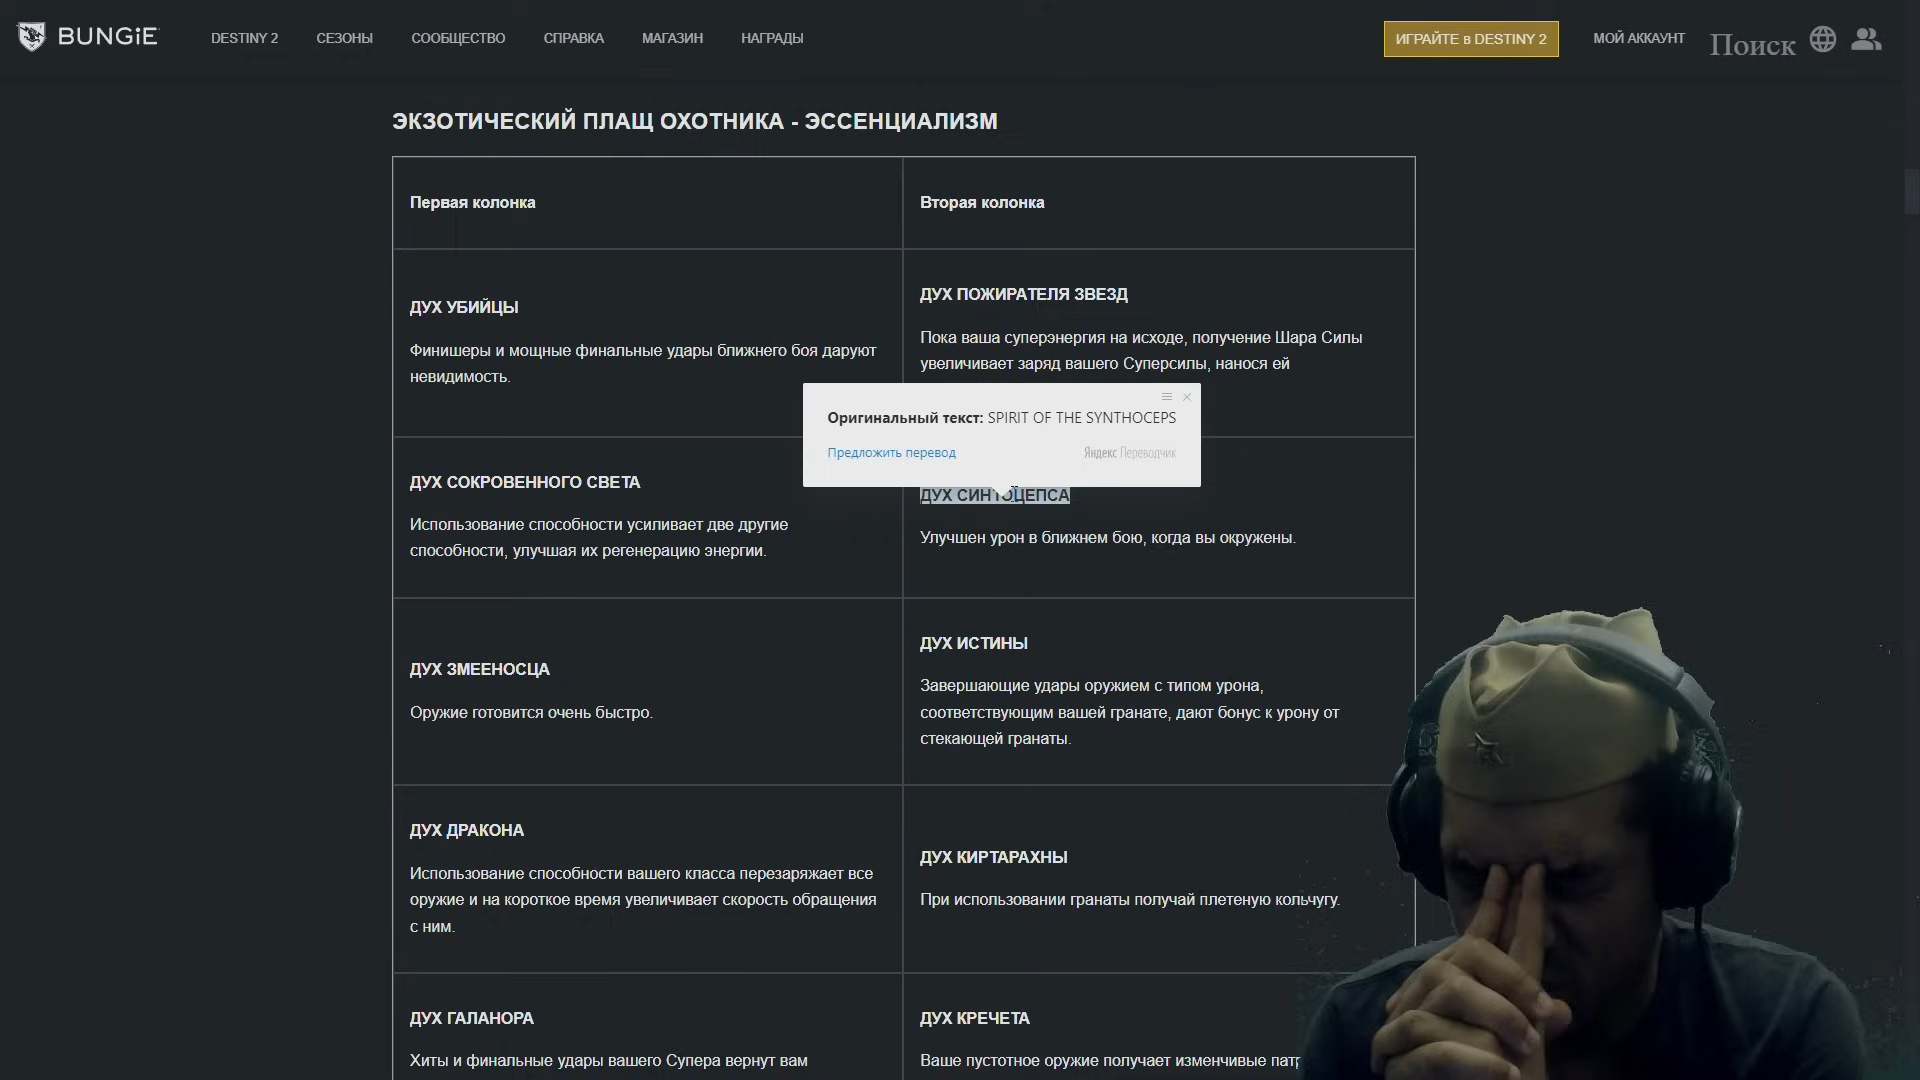 BUNGiE
DESTINY 2
СЕЗОНЫ
СООБЩЕСТВО
СПРАВКА
МАГАЗИН
НАГРАДЫ
ИГРАЙТЕ в DESTINY 2
МОЙ АККАУНТ
Поиск
ЭКЗОТИЧЕСКИЙ ПЛАЩ ОХОТНИКА - ЭССЕНЦИАЛИЗМ
Первая колонка
Вторая колонка
ДУХ УБИЙЦЫ
Финишеры и мощные финальные удары ближнего боя даруют
невидимость.
ДУХ ПОЖИРАТЕЛЯ ЗВЕЗД
Пока ваша суперэнергия на исходе, получение Шара Силы
увеличивает заряд вашего Суперсилы, нанося ей
Оригинальный текст: SPIRIT OF THE SYNTHOCEPS
Предложить перевод
Яндекс Переводчик
ДУХ СОКРОВЕННОГО СВЕТА
Использование способности усиливает две другие
способности, улучшая их регенерацию энергии.
ДУХ СИНТОЦЕПСА
Улучшен урон в ближнем бою, когда вы окружены.
ДУХ ЗМЕЕНОСЦА
Оружие готовится очень быстро.
ДУХ ИСТИНЫ
Завершающие удары оружием с типом урона,
соответствующим вашей гранате, дают бонус к урону от
стекающей гранаты.
ДУХ ДРАКОНА
Использование способности вашего класса перезаряжает все
оружие и на короткое время увеличивает скорость обращения
с ним.
ДУХ КИРТАРАХНЫ
При использовании гранаты получай плетеную кольчугу.
ДУХ ГАЛАНОРА
Хиты и финальные удары вашего Супера вернут вам
ДУХ КРЕЧЕТА
Ваше пустотное оружие получает изменчивые